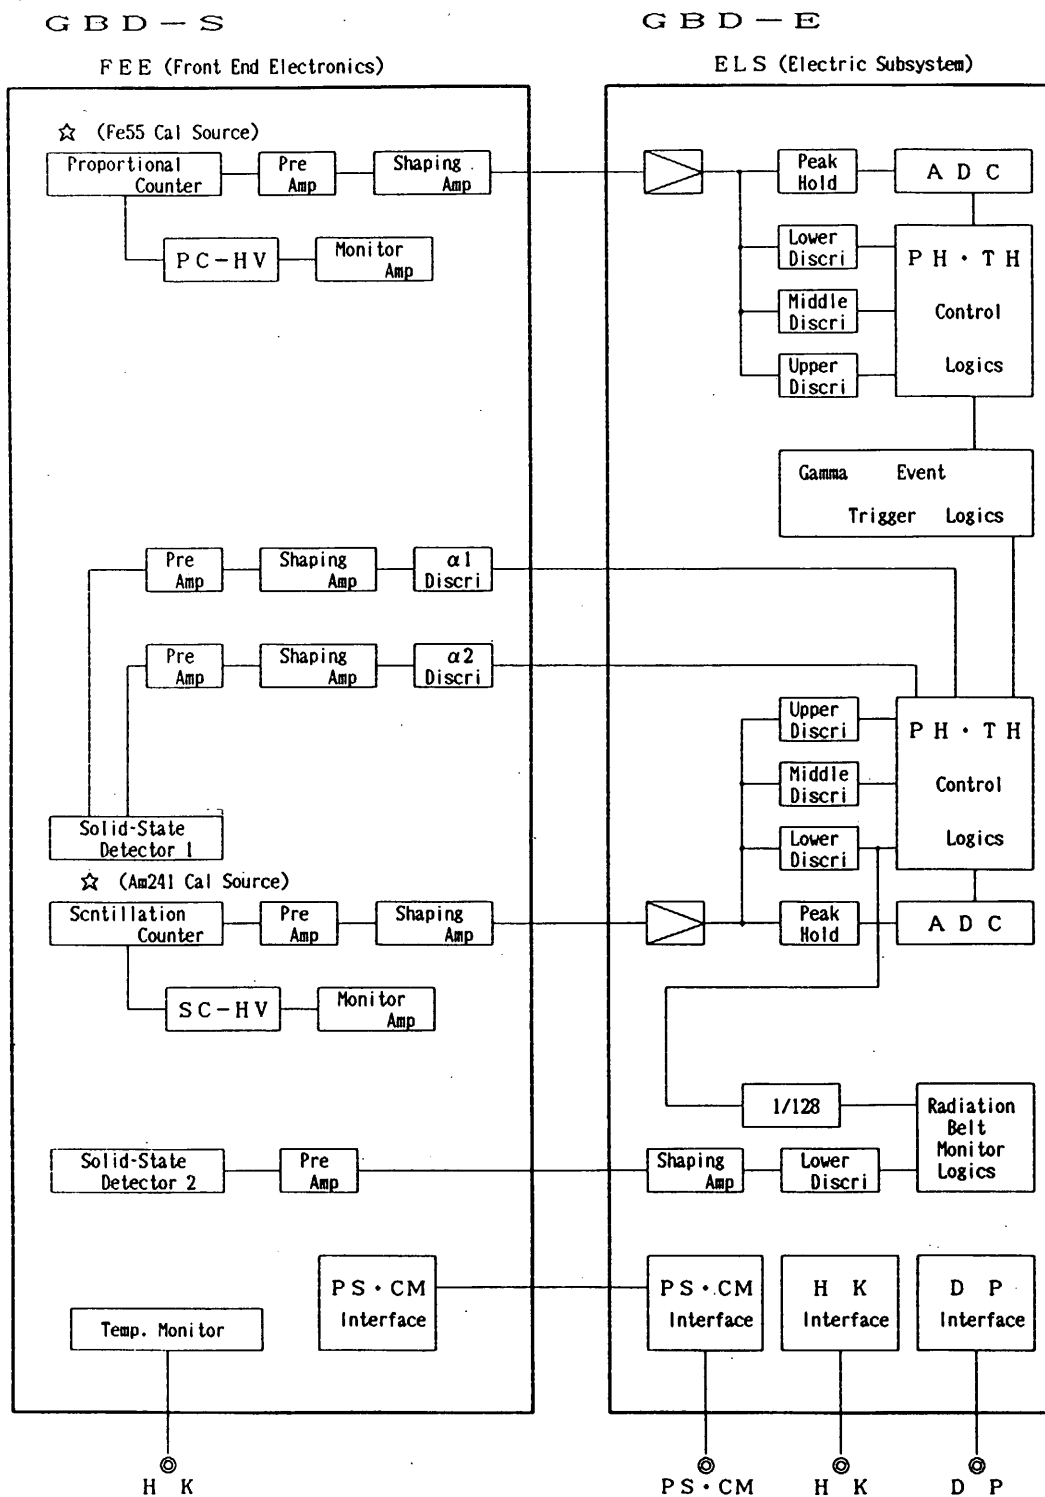 GBD-S
GBD-E
FEE (Front End Electronics)
ELS (Electric Subsystem)
☆ (Fe55 Cal Source)
Proportional
Counter
Pre
Amp
Shaping
Amp
Peak
Hold
ADC
PC-HV
Monitor
Amp
Lower
Discri
Middle
Discri
Upper
Discri
PH・TH
Control
Logics
Gamma Event
Trigger Logics
Pre
Amp
Shaping
Amp
α1
Discri
Pre
Amp
Shaping
Amp
α2
Discri
Upper
Discri
Middle
Discri
Lower
Discri
PH・TH
Control
Logics
Solid-State
Detector 1
☆ (Am241 Cal Source)
Scntillation
Counter
Pre
Amp
Shaping
Amp
Peak
Hold
ADC
SC-HV
Monitor
Amp
1/128
Radiation
Belt
Monitor
Logics
Solid-State
Detector 2
Pre
Amp
Shaping
Amp
Lower
Discri
PS・CM
Interface
PS・CM
Interface
HK
Interface
DP
Interface
Temp. Monitor
HK
PS・CM
HK
DP